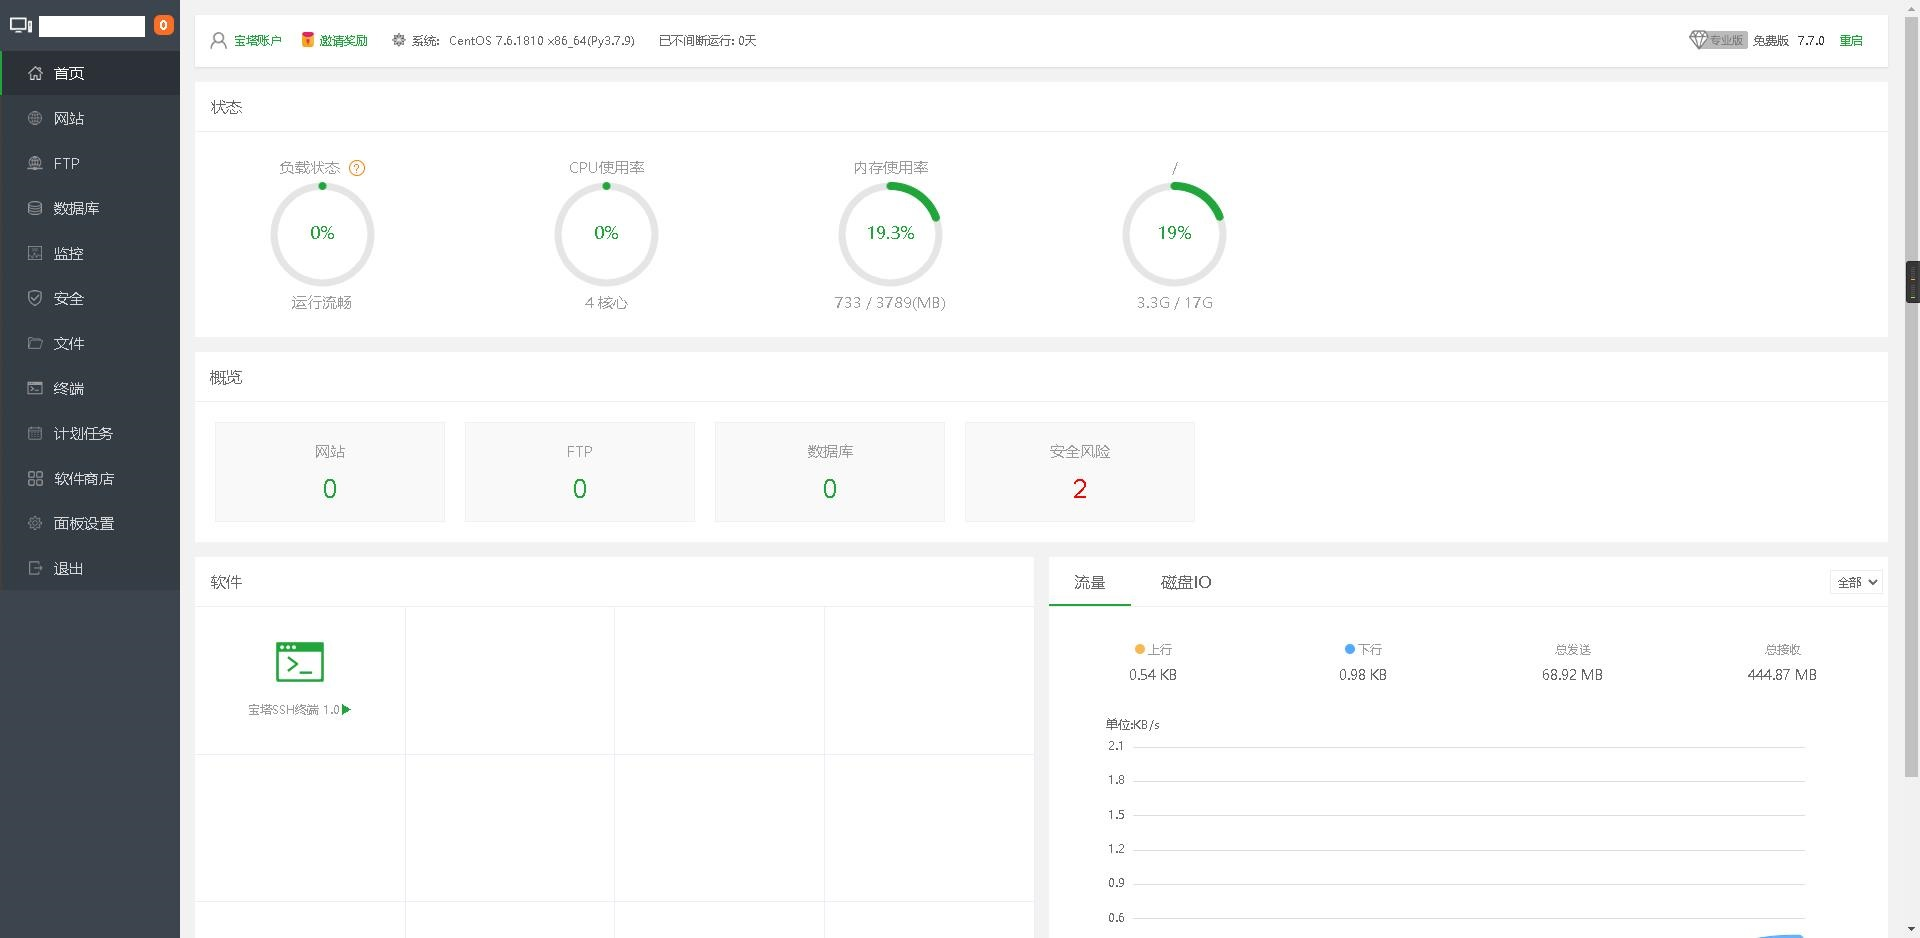 0
首页
网站
FTP
数据库
监控
安全
文件
终端
计划任务
软件商店
面板设置
退出
宝塔账户 邀请奖励 系统: CentOS 7.6.1810 x86_64(Py3.7.9) 已不间断运行: 0天
专业版 免费版 7.7.0 重启
状态
负载状态 ? CPU使用率 内存使用率 /
0% 0% 19.3% 19%
运行流畅 4 核心 733 / 3789(MB) 3.3G / 17G
概览
网站 FTP 数据库 安全风险
0 0 0 2
软件
宝塔SSH终端 1.0
流量 磁盘IO 全部
上行 下行 总发送 总接收
0.54 KB 0.98 KB 68.92 MB 444.87 MB
单位:KB/s
2.1
1.8
1.5
1.2
0.9
0.6